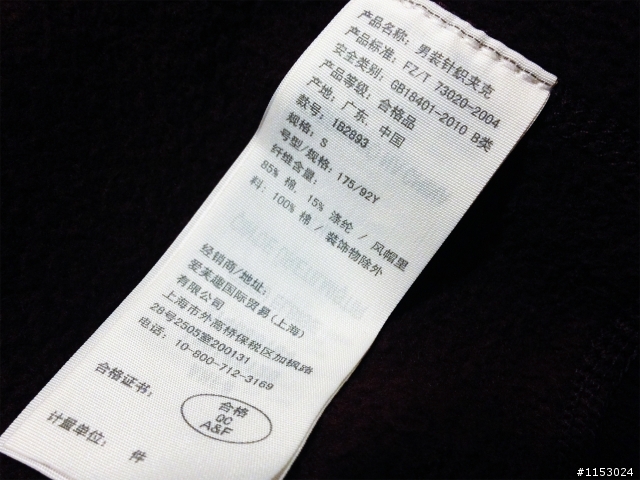 产品名称: 男装针织夹克
产品标准: FZ/T 73020-2004
安全类别: GB18401-2010 B类
产品等级: 合格品
产地: 广东, 中国
款号: 1B2893
规格: S
号型/规格: 175/92Y
纤维含量:
85% 棉, 15% 涤纶 / 风帽里
料: 100% 棉 / 装饰物除外
经销商/地址:
爱芙趣国际贸易(上海)
有限公司
上海市外高桥保税区加枫路
28号2505室200131
电话: 10-800-712-3169
合格证书:
合格
QC
A&F
计量单位: 件
#1153024